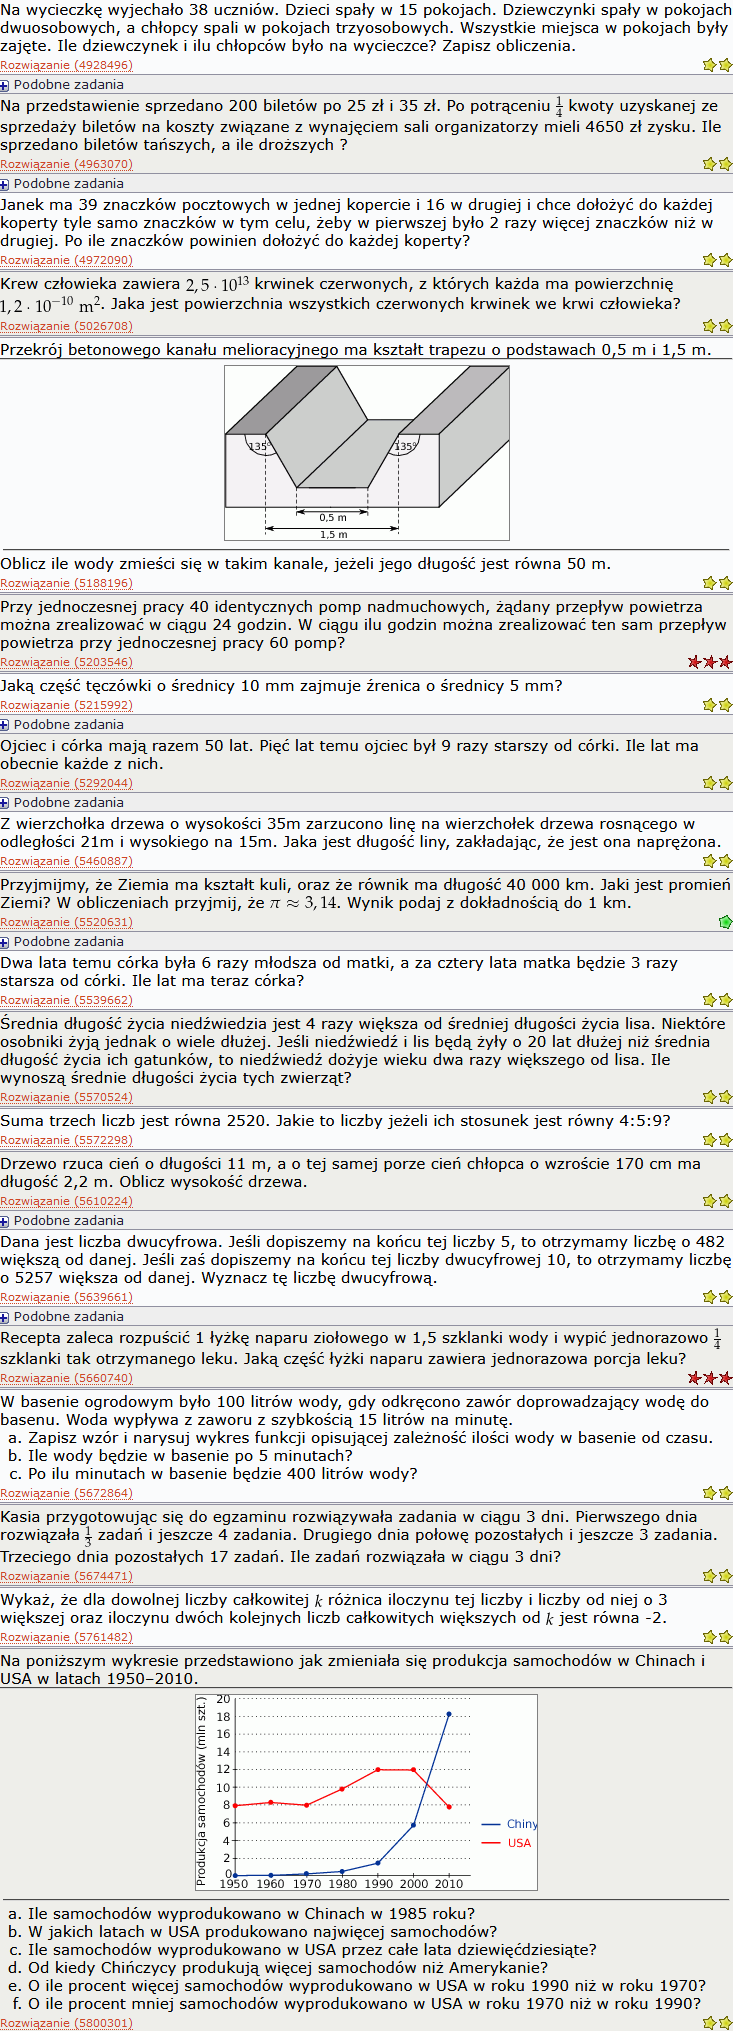 Na wycieczkę wyjechało 38 uczniów. Dzieci spały w 15 pokojach. Dziewczynki spały w pokojach
dwuosobowych, a chłopcy spali w pokojach trzyosobowych. Wszystkie miejsca w pokojach były
zajęte. Ile dziewczynek i ilu chłopców było na wycieczce? Zapisz obliczenia.
Rozwiązanie (4928496)
Podobne zadania
Na przedstawienie sprzedano 200 biletów po 25 zł i 35 zł. Po potrąceniu 1/4 kwoty uzyskanej ze
sprzedaży biletów na koszty związane z wynajęciem sali organizatorzy mieli 4650 zł zysku. Ile
sprzedano biletów tańszych, a ile droższych ?
Rozwiązanie (4963070)
Podobne zadania
Janek ma 39 znaczków pocztowych w jednej kopercie i 16 w drugiej i chce dołożyć do każdej
koperty tyle samo znaczków w tym celu, żeby w pierwszej było 2 razy więcej znaczków niż w
drugiej. Po ile znaczków powinien dołożyć do każdej koperty?
Rozwiązanie (4972090)
Krew człowieka zawiera 2,5 · 10^13 krwinek czerwonych, z których każda ma powierzchnię
1,2 · 10^−10 m². Jaka jest powierzchnia wszystkich czerwonych krwinek we krwi człowieka?
Rozwiązanie (5026708)
Przekrój betonowego kanału melioracyjnego ma kształt trapezu o podstawach 0,5 m i 1,5 m.
135° 135°
0,5 m
1,5 m
Oblicz ile wody zmieści się w takim kanale, jeżeli jego długość jest równa 50 m.
Rozwiązanie (5188196)
Przy jednoczesnej pracy 40 identycznych pomp nadmuchowych, żądany przepływ powietrza
można zrealizować w ciągu 24 godzin. W ciągu ilu godzin można zrealizować ten sam przepływ
powietrza przy jednoczesnej pracy 60 pomp?
Rozwiązanie (5203546)
Jaką część tęczówki o średnicy 10 mm zajmuje źrenica o średnicy 5 mm?
Rozwiązanie (5215992)
Podobne zadania
Ojciec i córka mają razem 50 lat. Pięć lat temu ojciec był 9 razy starszy od córki. Ile lat ma
obecnie każde z nich.
Rozwiązanie (5292044)
Podobne zadania
Z wierzchołka drzewa o wysokości 35m zarzucono linę na wierzchołek drzewa rosnącego w
odległości 21m i wysokiego na 15m. Jaka jest długość liny, zakładając, że jest ona naprężona.
Rozwiązanie (5460887)
Przyjmijmy, że Ziemia ma kształt kuli, oraz że równik ma długość 40 000 km. Jaki jest promień
Ziemi? W obliczeniach przyjmij, że π ≈ 3,14. Wynik podaj z dokładnością do 1 km.
Rozwiązanie (5520631)
Podobne zadania
Dwa lata temu córka była 6 razy młodsza od matki, a za cztery lata matka będzie 3 razy
starsza od córki. Ile lat ma teraz córka?
Rozwiązanie (5539662)
Średnia długość życia niedźwiedzia jest 4 razy większa od średniej długości życia lisa. Niektóre
osobniki żyją jednak o wiele dłużej. Jeśli niedźwiedź i lis będą żyły o 20 lat dłużej niż średnia
długość życia ich gatunków, to niedźwiedź dożyje wieku dwa razy większego od lisa. Ile
wynoszą średnie długości życia tych zwierząt?
Rozwiązanie (5570524)
Suma trzech liczb jest równa 2520. Jakie to liczby jeżeli ich stosunek jest równy 4:5:9?
Rozwiązanie (5572298)
Drzewo rzuca cień o długości 11 m, a o tej samej porze cień chłopca o wzroście 170 cm ma
długość 2,2 m. Oblicz wysokość drzewa.
Rozwiązanie (5610224)
Podobne zadania
Dana jest liczba dwucyfrowa. Jeśli dopiszemy na końcu tej liczby 5, to otrzymamy liczbę o 482
większą od danej. Jeśli zaś dopiszemy na końcu tej liczby dwucyfrowej 10, to otrzymamy liczbę
o 5257 większa od danej. Wyznacz tę liczbę dwucyfrową.
Rozwiązanie (5639661)
Podobne zadania
Recepta zaleca rozpuścić 1 łyżkę naparu ziołowego w 1,5 szklanki wody i wypić jednorazowo 1/4
szklanki tak otrzymanego leku. Jaką część łyżki naparu zawiera jednorazowa porcja leku?
Rozwiązanie (5660740)
W basenie ogrodowym było 100 litrów wody, gdy odkręcono zawór doprowadzający wodę do
basenu. Woda wypływa z zaworu z szybkością 15 litrów na minutę.
a. Zapisz wzór i narysuj wykres funkcji opisującej zależność ilości wody w basenie od czasu.
b. Ile wody będzie w basenie po 5 minutach?
c. Po ilu minutach w basenie będzie 400 litrów wody?
Rozwiązanie (5672864)
Kasia przygotowując się do egzaminu rozwiązywała zadania w ciągu 3 dni. Pierwszego dnia
rozwiązała 1/3 zadań i jeszcze 4 zadania. Drugiego dnia połowę pozostałych i jeszcze 3 zadania.
Trzeciego dnia pozostałych 17 zadań. Ile zadań rozwiązała w ciągu 3 dni?
Rozwiązanie (5674471)
Wykaż, że dla dowolnej liczby całkowitej k różnica iloczynu tej liczby i liczby od niej o 3
większej oraz iloczynu dwóch kolejnych liczb całkowitych większych od k jest równa -2.
Rozwiązanie (5761482)
Na poniższym wykresie przedstawiono jak zmieniała się produkcja samochodów w Chinach i
USA w latach 1950–2010.
Produkcja samochodów (mln szt.)
20
18
16
14
12
10
8
6
4
2
0
Chiny
USA
1950 1960 1970 1980 1990 2000 2010
a. Ile samochodów wyprodukowano w Chinach w 1985 roku?
b. W jakich latach w USA produkowano najwięcej samochodów?
c. Ile samochodów wyprodukowano w USA przez całe lata dziewięćdziesiąte?
d. Od kiedy Chińczycy produkują więcej samochodów niż Amerykanie?
e. O ile procent więcej samochodów wyprodukowano w USA w roku 1990 niż w roku 1970?
f. O ile procent mniej samochodów wyprodukowano w USA w roku 1970 niż w roku 1990?
Rozwiązanie (5800301)